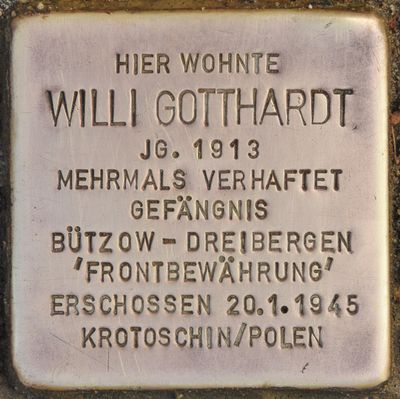 HIER WOHNTE
WILLI GOTTHARDT
JG. 1913
MEHRMALS VERHAFTET
GEFÄNGNIS
BÜTZOW - DREIBERGEN
'FRONTBEWÄHRUNG'
ERSCHOSSEN 20.1.1945
KROTOSCHIN/POLEN